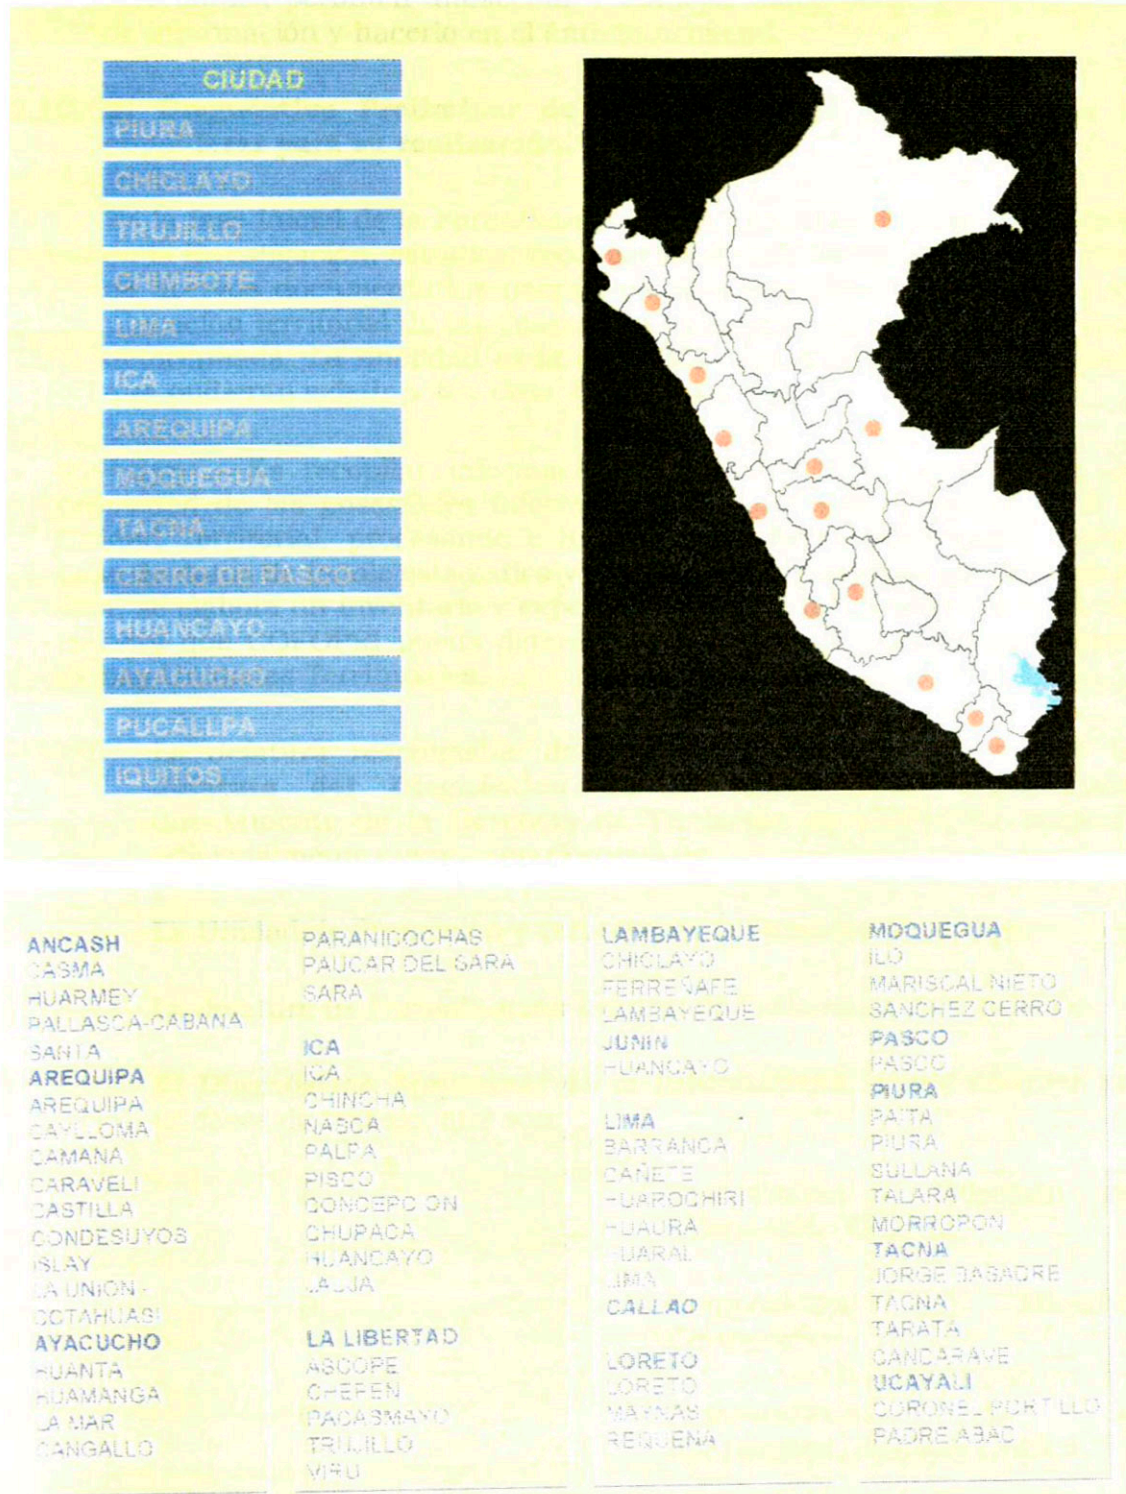 CIUDAD
PIURA
CHICLAYO
TRUJILLO
CHIMBOTE
LIMA
ICA
AREQUIPA
MOQUEGUA
TACNA
CERRO DE PASCO
HUANCAYO
AYACUCHO
PUCALLPA
IQUITOS
ANCASH
CASMA
HUARMEY
PALLASCA-CABANA
SANTA
AREQUIPA
AREQUIPA
CAYLLOMA
CAMANA
CARAVELI
CASTILLA
CONDESUYOS
ISLAY
LA UNION -
COTAHUASI
AYACUCHO
HUANTA
HUAMANGA
LA MAR
CANGALLO
PARANICOCHAS
PAUCAR DEL SARA
SARA
ICA
ICA
CHINCHA
NASCA
PALPA
PISCO
CONCEPCION
CHUPACA
HUANCAYO
JAUJA
LA LIBERTAD
ASCOPE
CHEPEN
PACASMAYO
TRUJILLO
VIRU
LAMBAYEQUE
CHICLAYO
FERREÑAFE
LAMBAYEQUE
JUNIN
HUANCAYO
LIMA
BARRANCA
CAÑETE
HUAROCHIRI
HUAURA
HUARAL
LIMA
CALLAO
LORETO
LORETO
MAYNAS
REQUENA
MOQUEGUA
ILO
MARISCAL NIETO
SANCHEZ CERRO
PASCO
PASCO
PIURA
PAITA
PIURA
SULLANA
TALARA
MORROPON
TACNA
JORGE BASADRE
TACNA
TARATA
CANDARAVE
UCAYALI
CORONEL PORTILLO
PADRE ABAD